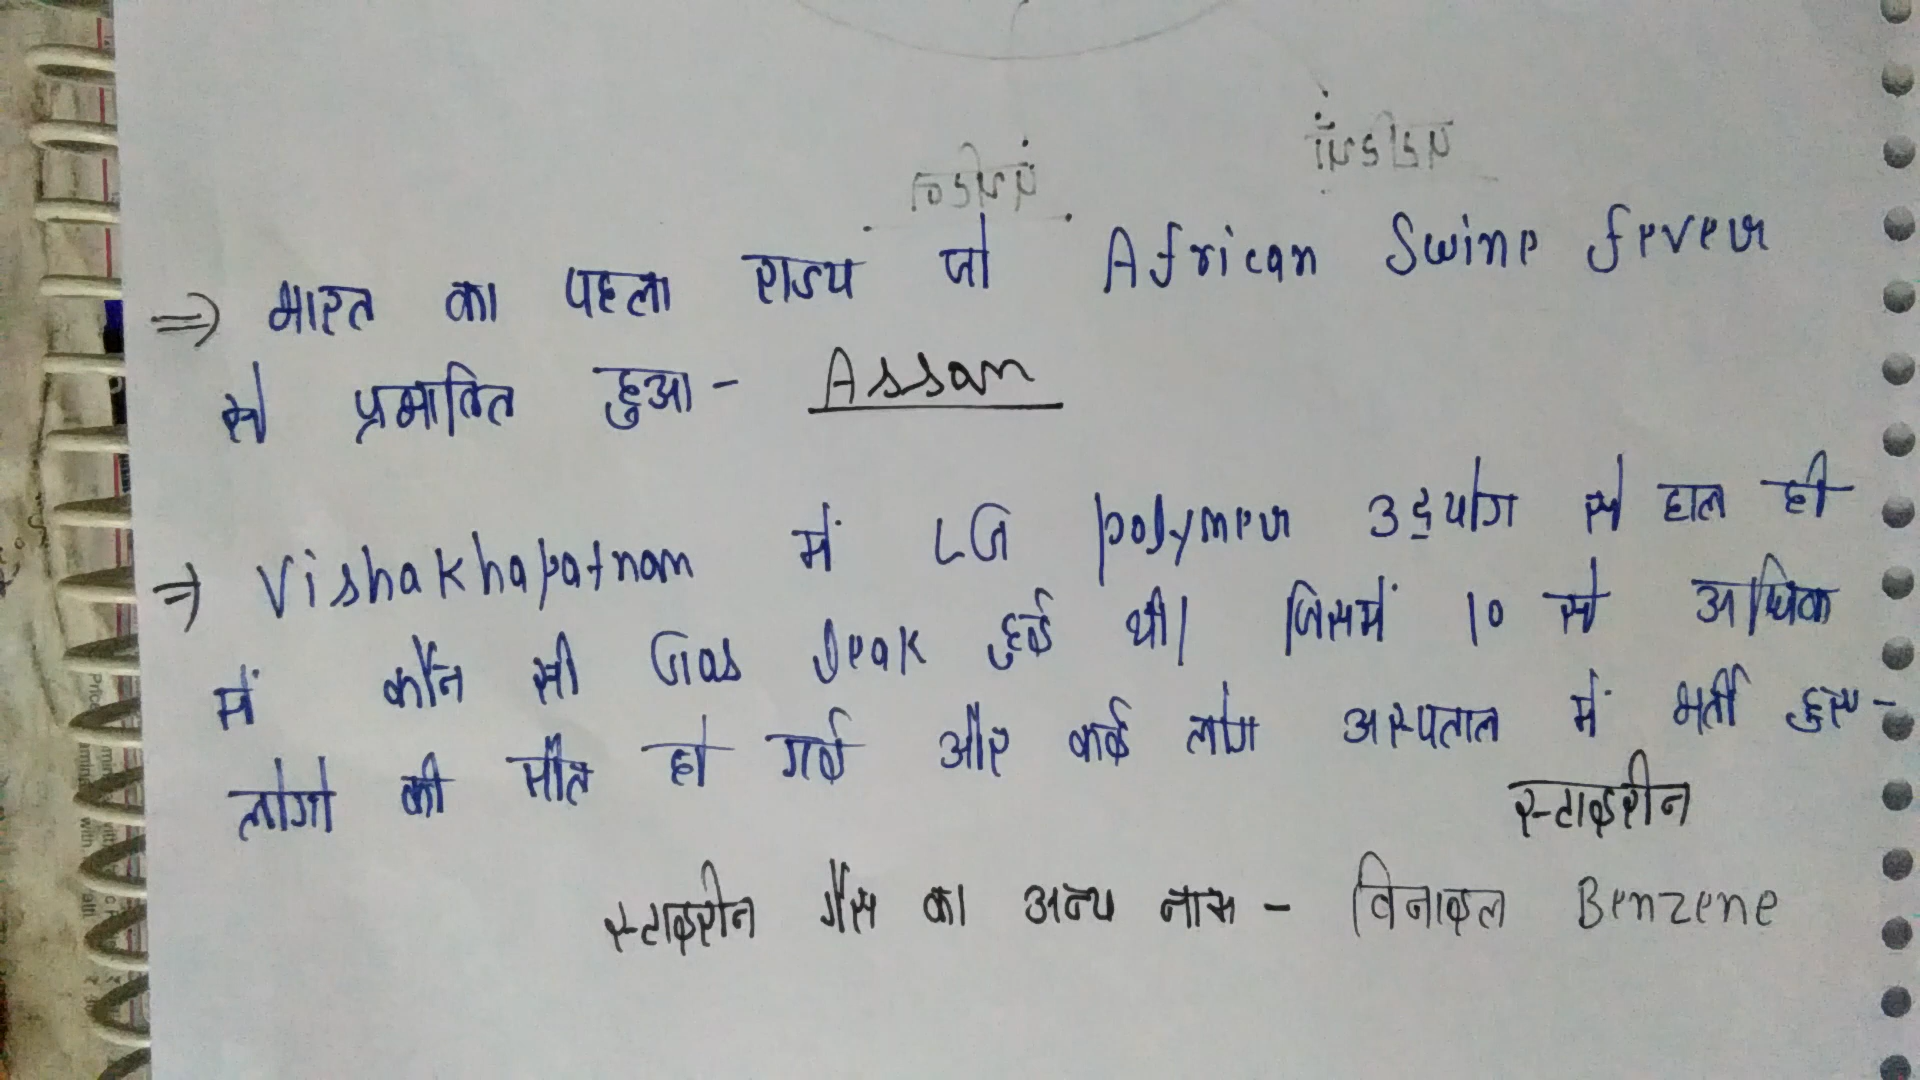 ⇒ भारत का पहला राज्य जो African Swine fever
से प्रभावित हुआ - Assam
⇒ Vishakhapatnam में LG polymer उद्द्योग से हाल ही
में कौन सी Gas leak हुई थी। जिसमें 10 से अधिक
लोगो की मौत हो गई और कई लोग अस्पताल में भर्ती हुए -
स्टाइरीन
स्टाइरीन गैस का अन्य नाम - विनाइल Benzene